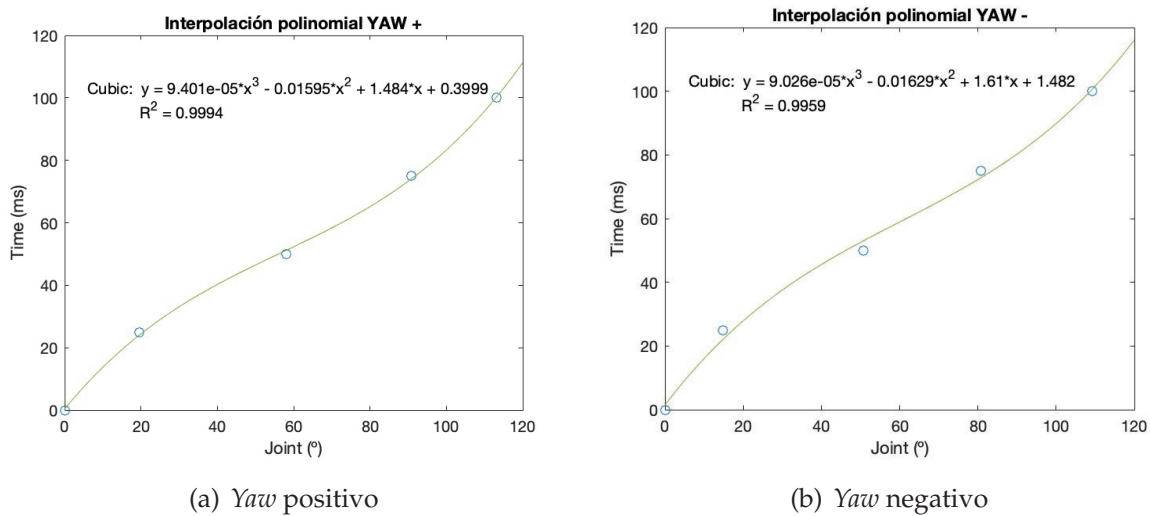 Interpolación polinomial YAW +
120
100
80
60
40
20
0
Time (ms)
Cubic: y = 9.401e-05*x^3 - 0.01595*x^2 + 1.484*x + 0.3999
R^2 = 0.9994
0 20 40 60 80 100 120
Joint (º)
(a) Yaw positivo
Interpolación polinomial YAW -
120
100
80
60
40
20
0
Time (ms)
Cubic: y = 9.026e-05*x^3 - 0.01629*x^2 + 1.61*x + 1.482
R^2 = 0.9959
0 20 40 60 80 100 120
Joint (º)
(b) Yaw negativo